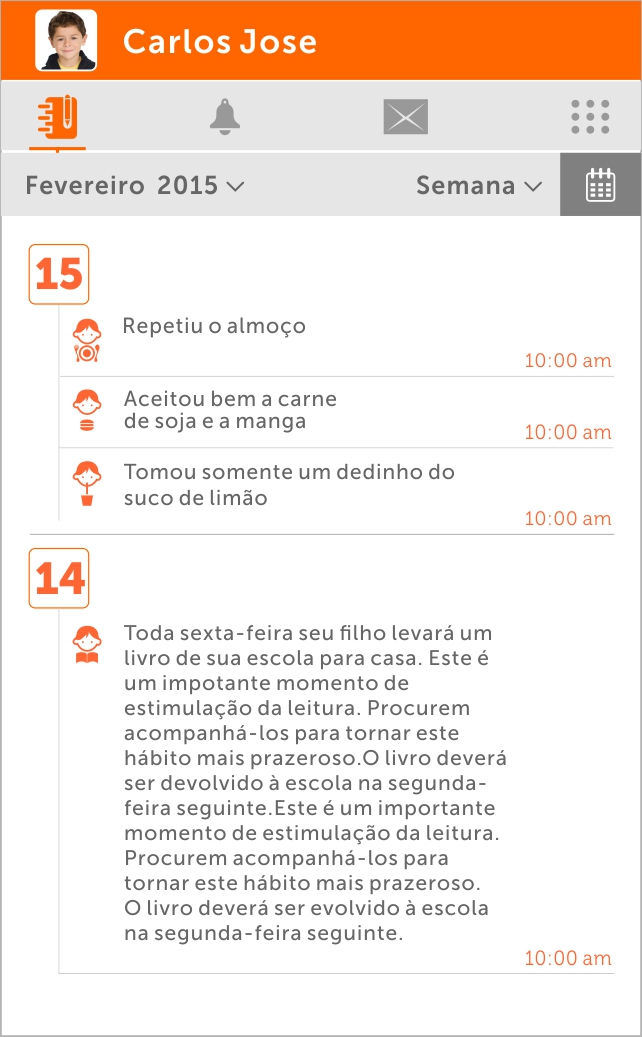 Carlos Jose
Fevereiro 2015
Semana
15
Repetiu o almoço
10:00 am
Aceitou bem a carne
de soja e a manga
10:00 am
Tomou somente um dedinho do
suco de limão
10:00 am
14
Toda sexta-feira seu filho levará um
livro de sua escola para casa. Este é
um impotante momento de
estimulação da leitura. Procurem
acompanhá-los para tornar este
hábito mais prazeroso.O livro deverá
ser devolvido à escola na segunda-
feira seguinte.Este é um importante
momento de estimulação da leitura.
Procurem acompanhá-los para
tornar este hábito mais prazeroso.
O livro deverá ser evolvido à escola
na segunda-feira seguinte.
10:00 am